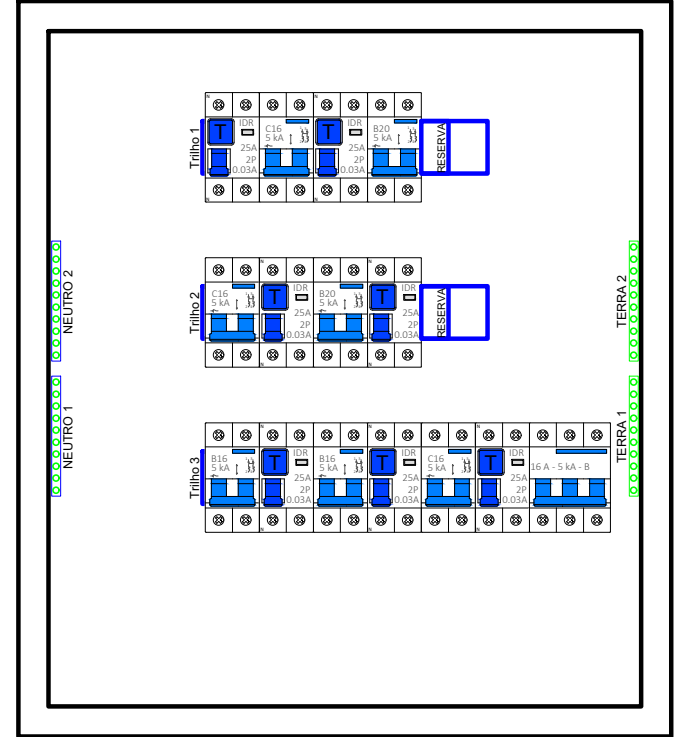 Trilho 1
T
IDR
25A
2P
0.03A
C16
5 kA
T
IDR
25A
2P
0.03A
B20
5 kA
RESERVA
Trilho 2
C16
5 kA
T
IDR
25A
2P
0.03A
B20
5 kA
T
IDR
25A
2P
0.03A
RESERVA
NEUTRO 2
TERRA 2
NEUTRO 1
TERRA 1
Trilho 3
B16
5 kA
T
IDR
25A
2P
0.03A
B16
5 kA
T
IDR
25A
2P
0.03A
C16
5 kA
T
IDR
25A
2P
0.03A
16 A - 5 kA - B